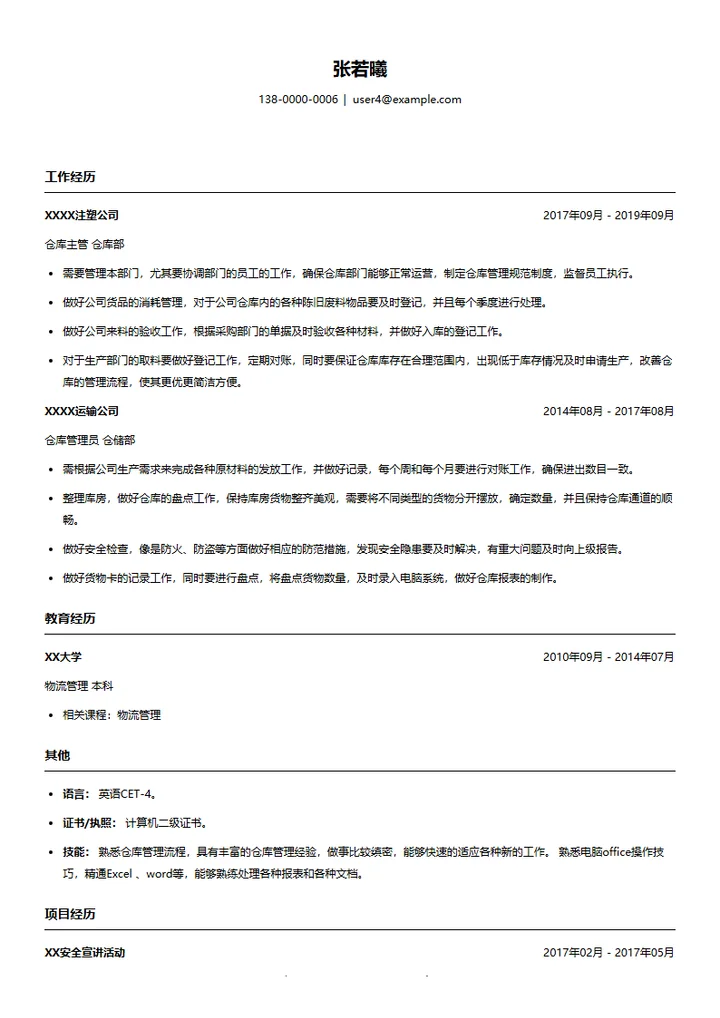 张若曦
138-0000-0006 | user4@example.com
工作经历
XXXX注塑公司 2017年09月 - 2019年09月
仓库主管 仓库部
• 需要管理本部门，尤其要协调部门的员工的工作，确保仓库部门能够正常运营，制定仓库管理规范制度，监督员工执行。
• 做好公司货品的消耗管理，对于公司仓库内的各种陈旧废料物品要及时登记，并且每个季度进行处理。
• 做好公司来料的验收工作，根据采购部门的单据及时验收各种材料，并做好入库的登记工作。
• 对于生产部门的取料要做好登记工作，定期对账，同时要保证仓库库存在合理范围内，出现低于库存情况及时申请生产，改善仓
库的管理流程，使其更优更简洁方便。
XXXX运输公司 2014年08月 - 2017年08月
仓库管理员 仓储部
• 需根据公司生产需求来完成各种原材料的发放工作，并做好记录，每个周和每个月要进行对账工作，确保进出数目一致。
• 整理库房，做好仓库的盘点工作，保持库房货物整齐美观，需要将不同类型的货物分开摆放，确定数量，并且保持仓库通道的顺
畅。
• 做好安全检查，像是防火、防盗等方面做好相应的防范措施，发现安全隐患要及时解决，有重大问题及时向上级报告。
• 做好货物卡的记录工作，同时要进行盘点，将盘点货物数量，及时录入电脑系统，做好仓库报表的制作。
教育经历
XX大学 2010年09月 - 2014年07月
物流管理 本科
• 相关课程：物流管理
其他
• 语言： 英语CET-4。
• 证书/执照： 计算机二级证书。
• 技能： 熟悉仓库管理流程，具有丰富的仓库管理经验，做事比较缜密，能够快速的适应各种新的工作。 熟悉电脑office操作技
巧，精通Excel 、word等，能够熟练处理各种报表和各种文档。
项目经历
XX安全宣讲活动 2017年02月 - 2017年05月